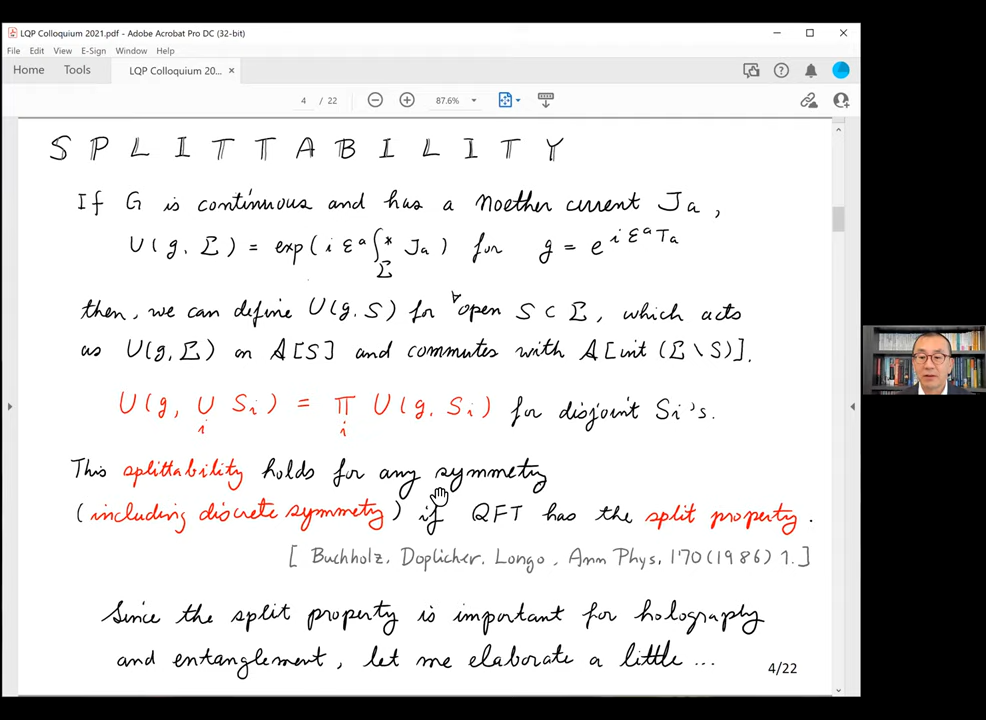 LQP Colloquium 2021.pdf - Adobe Acrobat Pro DC (32-bit)
File Edit View E-Sign Window Help
Home Tools LQP Colloquium 20... ×
4 / 22 87.6%
SPLITTABILITY
If G is continuous and has a Noether current Ja,
U(g, Σ) = exp(i εᵃ ∫_Σ * Ja) for g = e^{i εᵃ Ta}
then, we can define U(g, S) for ∀open S ⊂ Σ, which acts
as U(g, Σ) on A[S] and commutes with A[int (Σ \ S)].
U(g, ∪_i Si) = π_i U(g, Si) for disjoint Si's.
This splittability holds for any symmetry
(including discrete symmetry) if QFT has the split property.
[ Buchholz, Doplicher, Longo, Ann Phys, 170 (1986) 1. ]
Since the split property is important for holography
and entanglement, let me elaborate a little ...
4/22